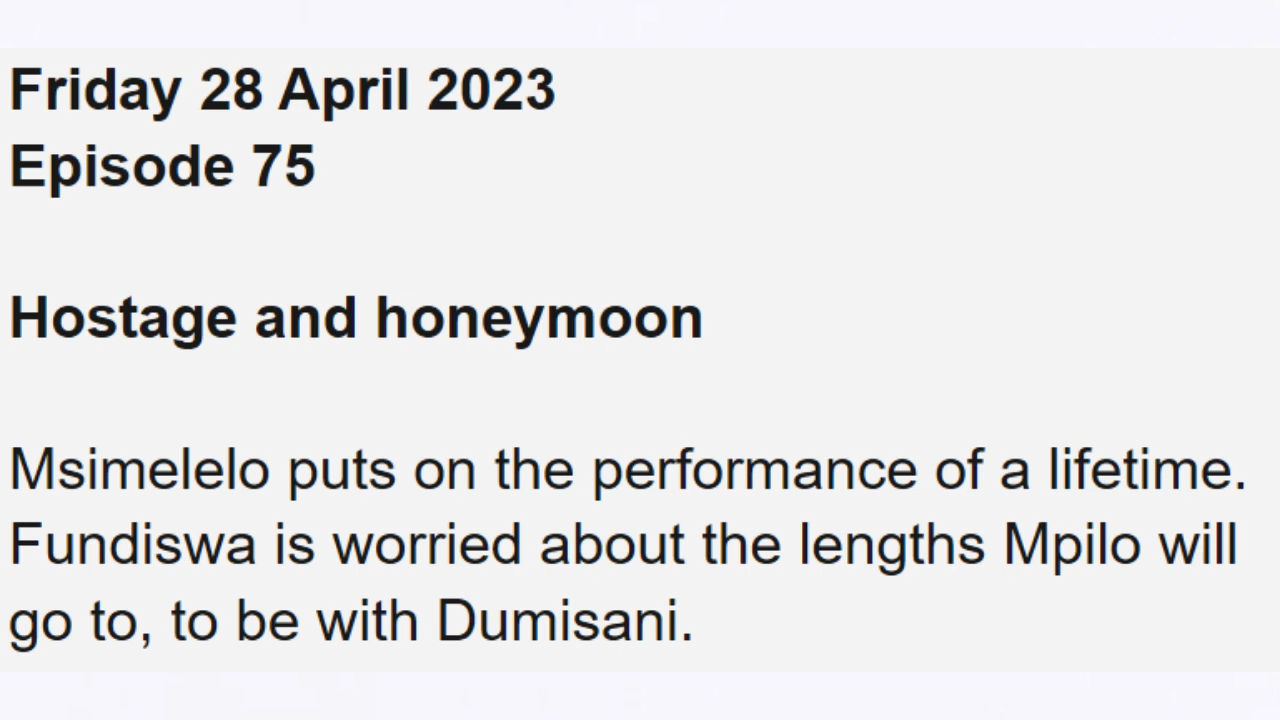 Friday 28 April 2023
Episode 75
Hostage and honeymoon
Msimelelo puts on the performance of a lifetime.
Fundiswa is worried about the lengths Mpilo will
go to, to be with Dumisani.